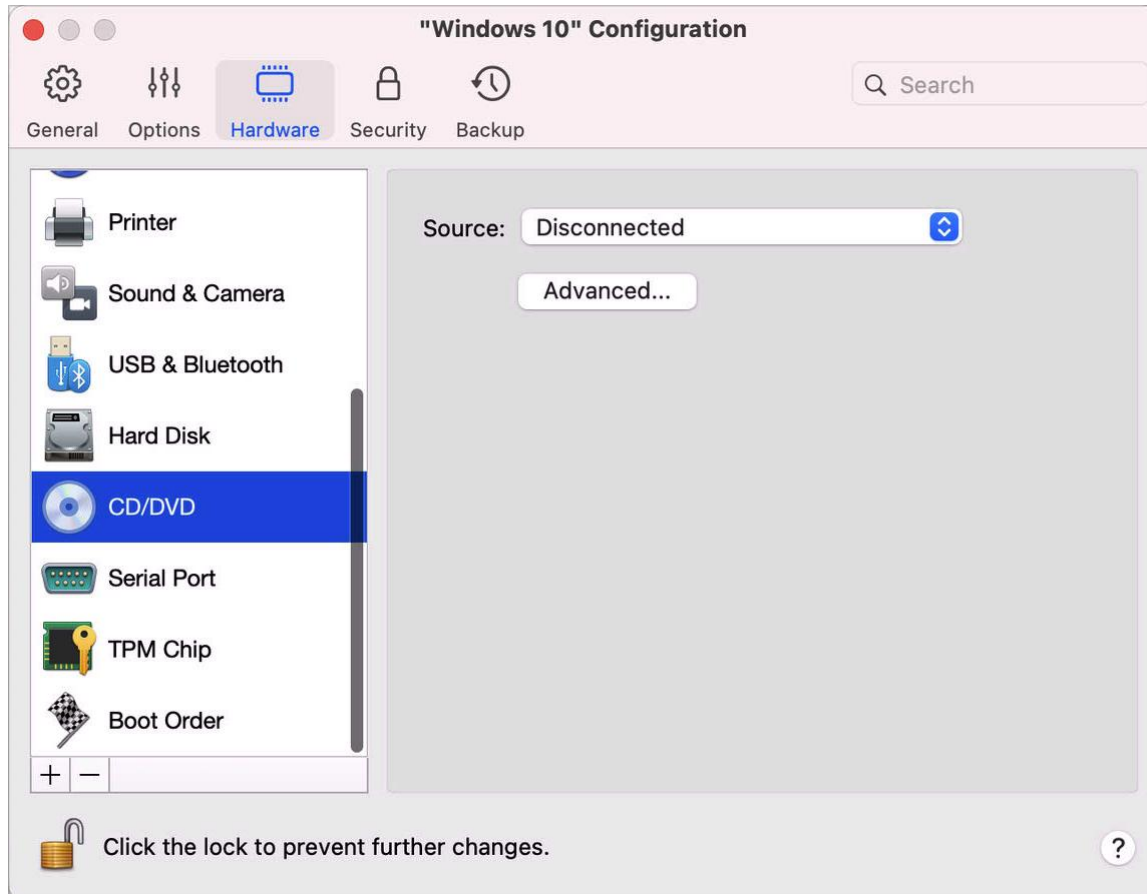 "Windows 10" Configuration
General Options Hardware Security Backup
Search
Printer
Sound & Camera
USB & Bluetooth
Hard Disk
CD/DVD
Serial Port
TPM Chip
Boot Order
Source: Disconnected
Advanced...
+ −
Click the lock to prevent further changes.
?